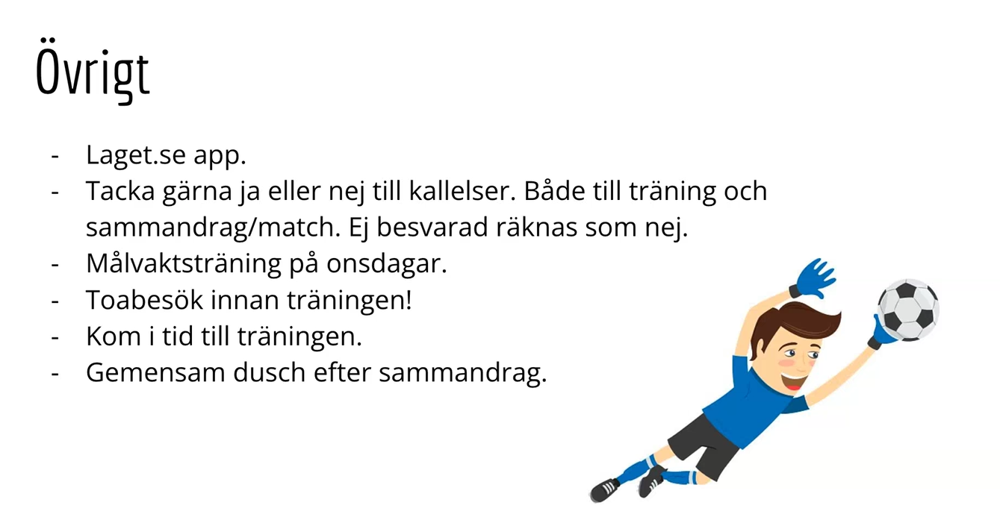 Övrigt
- Laget.se app.
- Tacka gärna ja eller nej till kallelser. Både till träning och
sammandrag/match. Ej besvarad räknas som nej.
- Målvaktsträning på onsdagar.
- Toabesök innan träningen!
- Kom i tid till träningen.
- Gemensam dusch efter sammandrag.